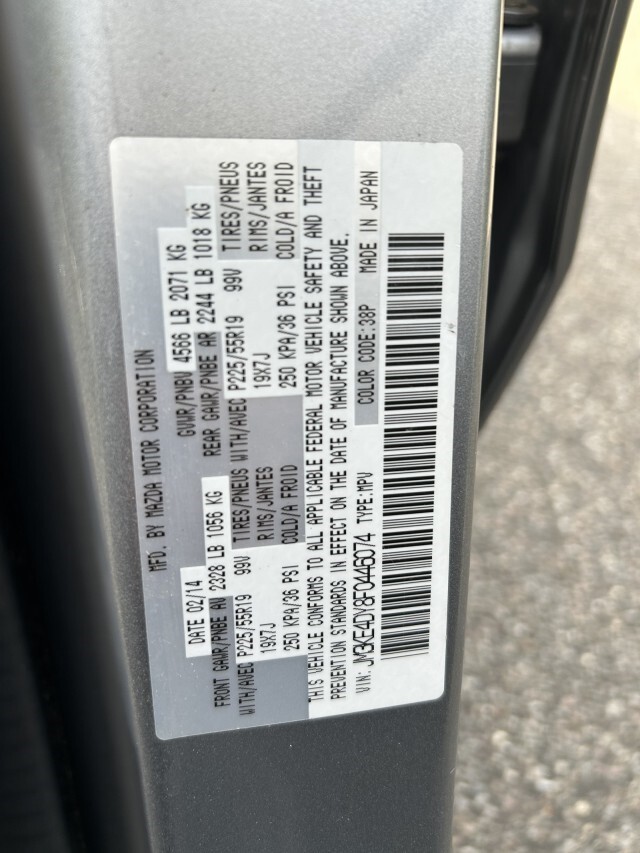 MFD. BY MAZDA MOTOR CORPORATION
DATE 02/14 GVWR/PNBV 4566 LB 2071 KG
FRONT GAWR/PNBE AV 2328 LB 1056 KG REAR GAWR/PNBE AR 2244 LB 1018 KG
WITH/AVEC P225/55R19 99V TIRES/PNEUS WITH/AVEC P225/55R19 99V TIRES/PNEUS
19X7J RIMS/JANTES 19X7J RIMS/JANTES
250 KPA/36 PSI COLD/A FROID 250 KPA/36 PSI COLD/A FROID
THIS VEHICLE CONFORMS TO ALL APPLICABLE FEDERAL MOTOR VEHICLE SAFETY AND THEFT
PREVENTION STANDARDS IN EFFECT ON THE DATE OF MANUFACTURE SHOWN ABOVE.
VIN: JM3KE4DY8F0446074 TYPE:MPV COLOR CODE:38P MADE IN JAPAN